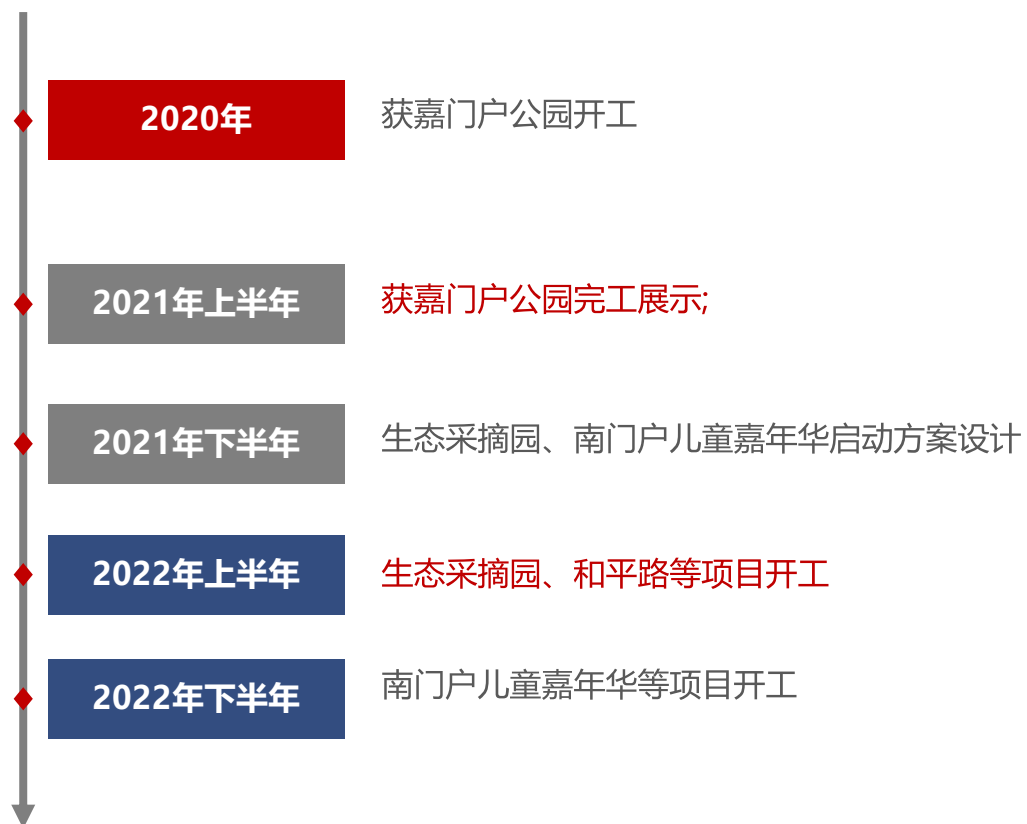 2020年
获嘉门户公园开工
2021年上半年
获嘉门户公园完工展示;
2021年下半年
生态采摘园、南门户儿童嘉年华启动方案设计
2022年上半年
生态采摘园、和平路等项目开工
2022年下半年
南门户儿童嘉年华等项目开工